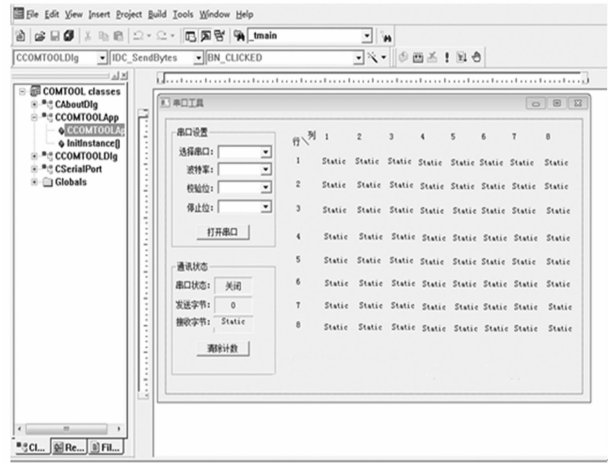 File Edit View Insert Project Build Tools Window Help
_tmain
CCOMTOOLDlg IDC_SendBytes BN_CLICKED
COMTOOL classes
CAboutDlg
CCOMTOOLApp
CCOMTOOLAp
InitInstance()
CCOMTOOLDlg
CSerialPort
Globals
Cl... Re... Fil...
串口工具
串口设置
选择串口:
波特率:
校验位:
停止位:
打开串口
通讯状态
串口状态: 关闭
发送字节: 0
接收字节: Static
清除计数
行 列 1 2 3 4 5 6 7 8
1 Static Static Static Static Static Static Static Static
2 Static Static Static Static Static Static Static Static
3 Static Static Static Static Static Static Static Static
4 Static Static Static Static Static Static Static Static
5 Static Static Static Static Static Static Static Static
6 Static Static Static Static Static Static Static Static
7 Static Static Static Static Static Static Static Static
8 Static Static Static Static Static Static Static Static